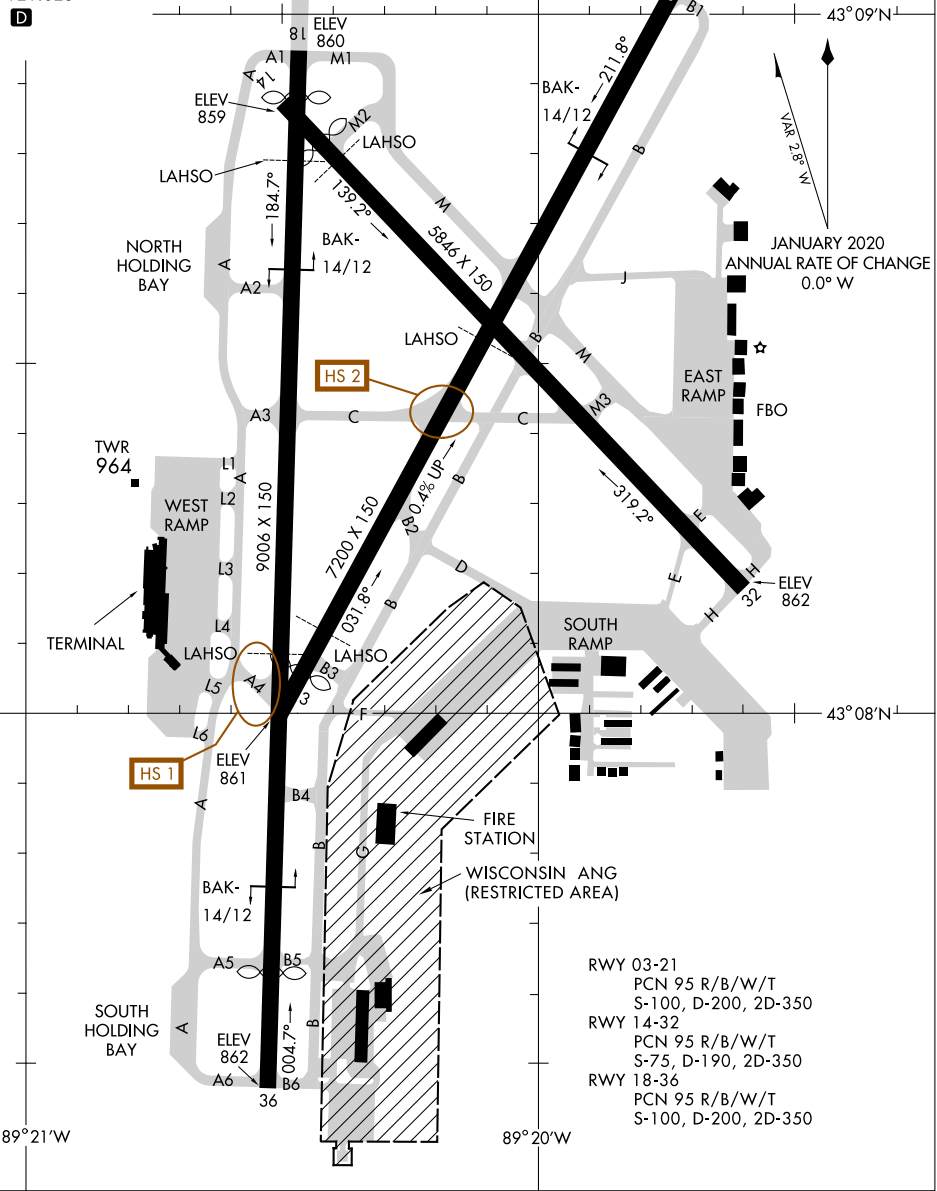 D
43°09'N
18
ELEV
860
A1
M1
B1
A
14
ELEV
859
M2
LAHSO
LAHSO
BAK-
14/12
211.8°
B
VAR 2.8° W
JANUARY 2020
ANNUAL RATE OF CHANGE
0.0° W
184.7°
139.2°
M
5846 X 150
NORTH
HOLDING
BAY
A
A2
BAK-
14/12
J
LAHSO
B
M
HS 2
EAST
RAMP
FBO
A3
C
C
M3
TWR
964
L1
A
L2
WEST
RAMP
9006 X 150
7200 X 150
0.4% UP
B
B2
319.2°
E
L3
D
E
H
H
32
ELEV
862
TERMINAL
L4
031.8°
B
SOUTH
RAMP
LAHSO
LAHSO
A4
B3
L5
3
F
43°08'N
L6
ELEV
861
HS 1
A
B4
B
G
FIRE
STATION
WISCONSIN ANG
(RESTRICTED AREA)
BAK-
14/12
A5
B5
SOUTH
HOLDING
BAY
A
004.7°
B
ELEV
862
A6
B6
36
RWY 03-21
PCN 95 R/B/W/T
S-100, D-200, 2D-350
RWY 14-32
PCN 95 R/B/W/T
S-75, D-190, 2D-350
RWY 18-36
PCN 95 R/B/W/T
S-100, D-200, 2D-350
89°21'W
89°20'W